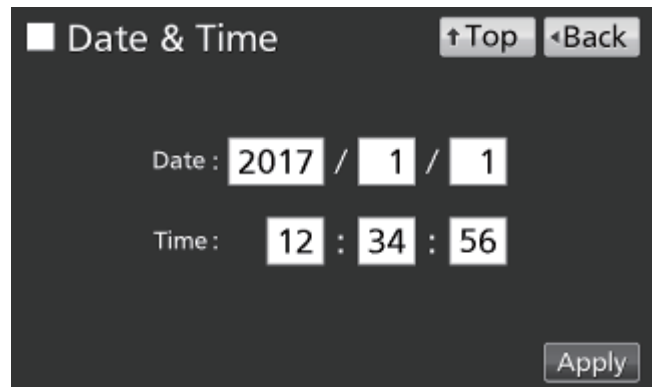 Date & Time
↑Top
◂Back
Date : 2017 / 1 / 1
Time : 12 : 34 : 56
Apply